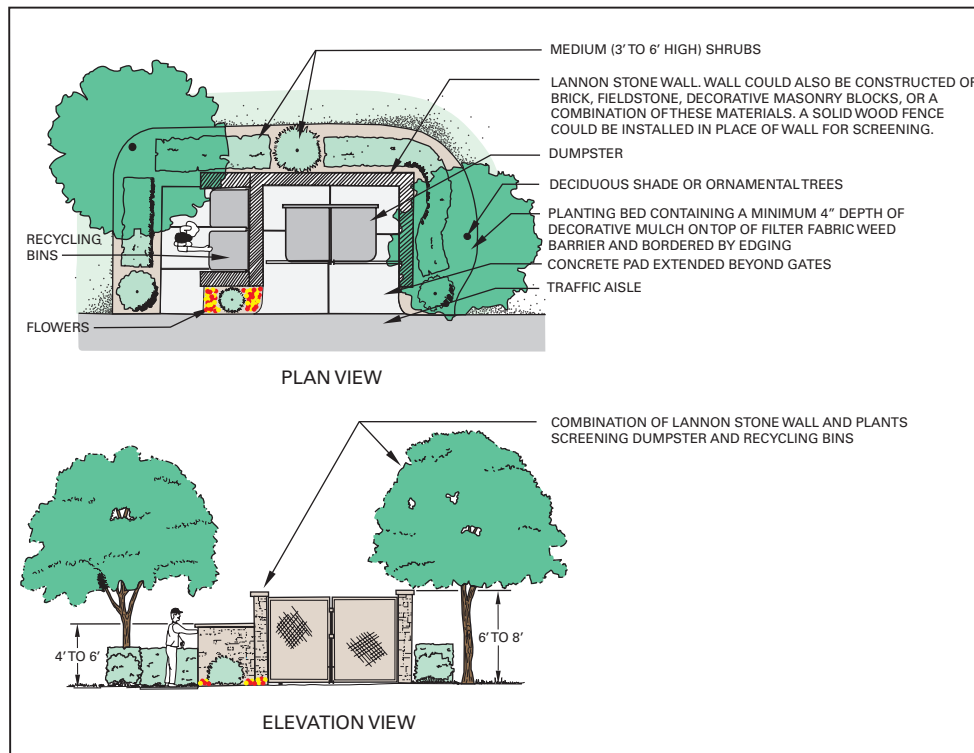 MEDIUM (3' TO 6' HIGH) SHRUBS
LANNON STONE WALL. WALL COULD ALSO BE CONSTRUCTED OF
BRICK, FIELDSTONE, DECORATIVE MASONRY BLOCKS, OR A
COMBINATION OF THESE MATERIALS. A SOLID WOOD FENCE
COULD BE INSTALLED IN PLACE OF WALL FOR SCREENING.
DUMPSTER
DECIDUOUS SHADE OR ORNAMENTAL TREES
PLANTING BED CONTAINING A MINIMUM 4" DEPTH OF
DECORATIVE MULCH ON TOP OF FILTER FABRIC WEED
BARRIER AND BORDERED BY EDGING
CONCRETE PAD EXTENDED BEYOND GATES
TRAFFIC AISLE
RECYCLING
BINS
FLOWERS
PLAN VIEW
COMBINATION OF LANNON STONE WALL AND PLANTS
SCREENING DUMPSTER AND RECYCLING BINS
4' TO 6'
6' TO 8'
ELEVATION VIEW